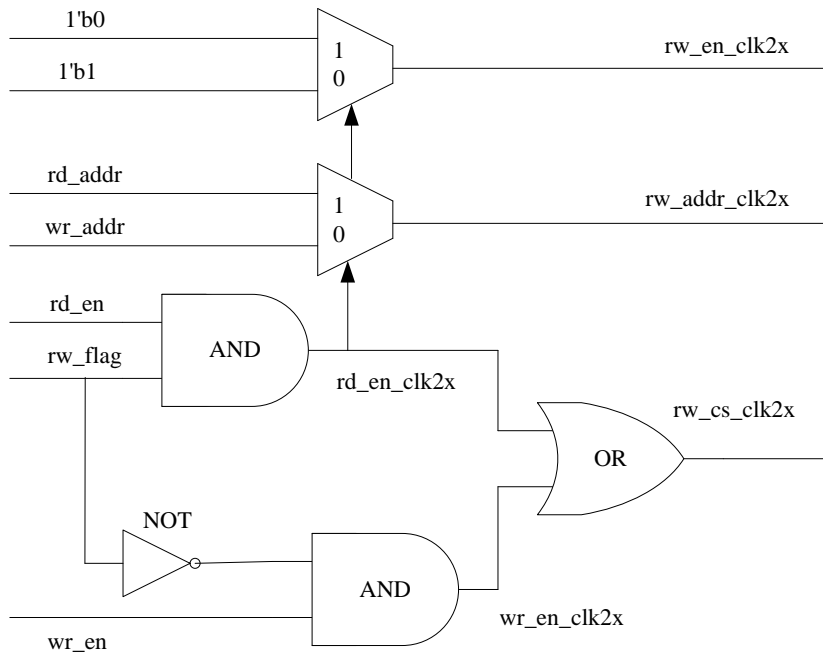 1'b0
rw_en_clk2x
1
1'b1
0
rd_addr
rw_addr_clk2x
1
wr_addr
0
rd_en
AND
rw_flag
rd_en_clk2x
rw_cs_clk2x
OR
NOT
AND
wr_en_clk2x
wr_en